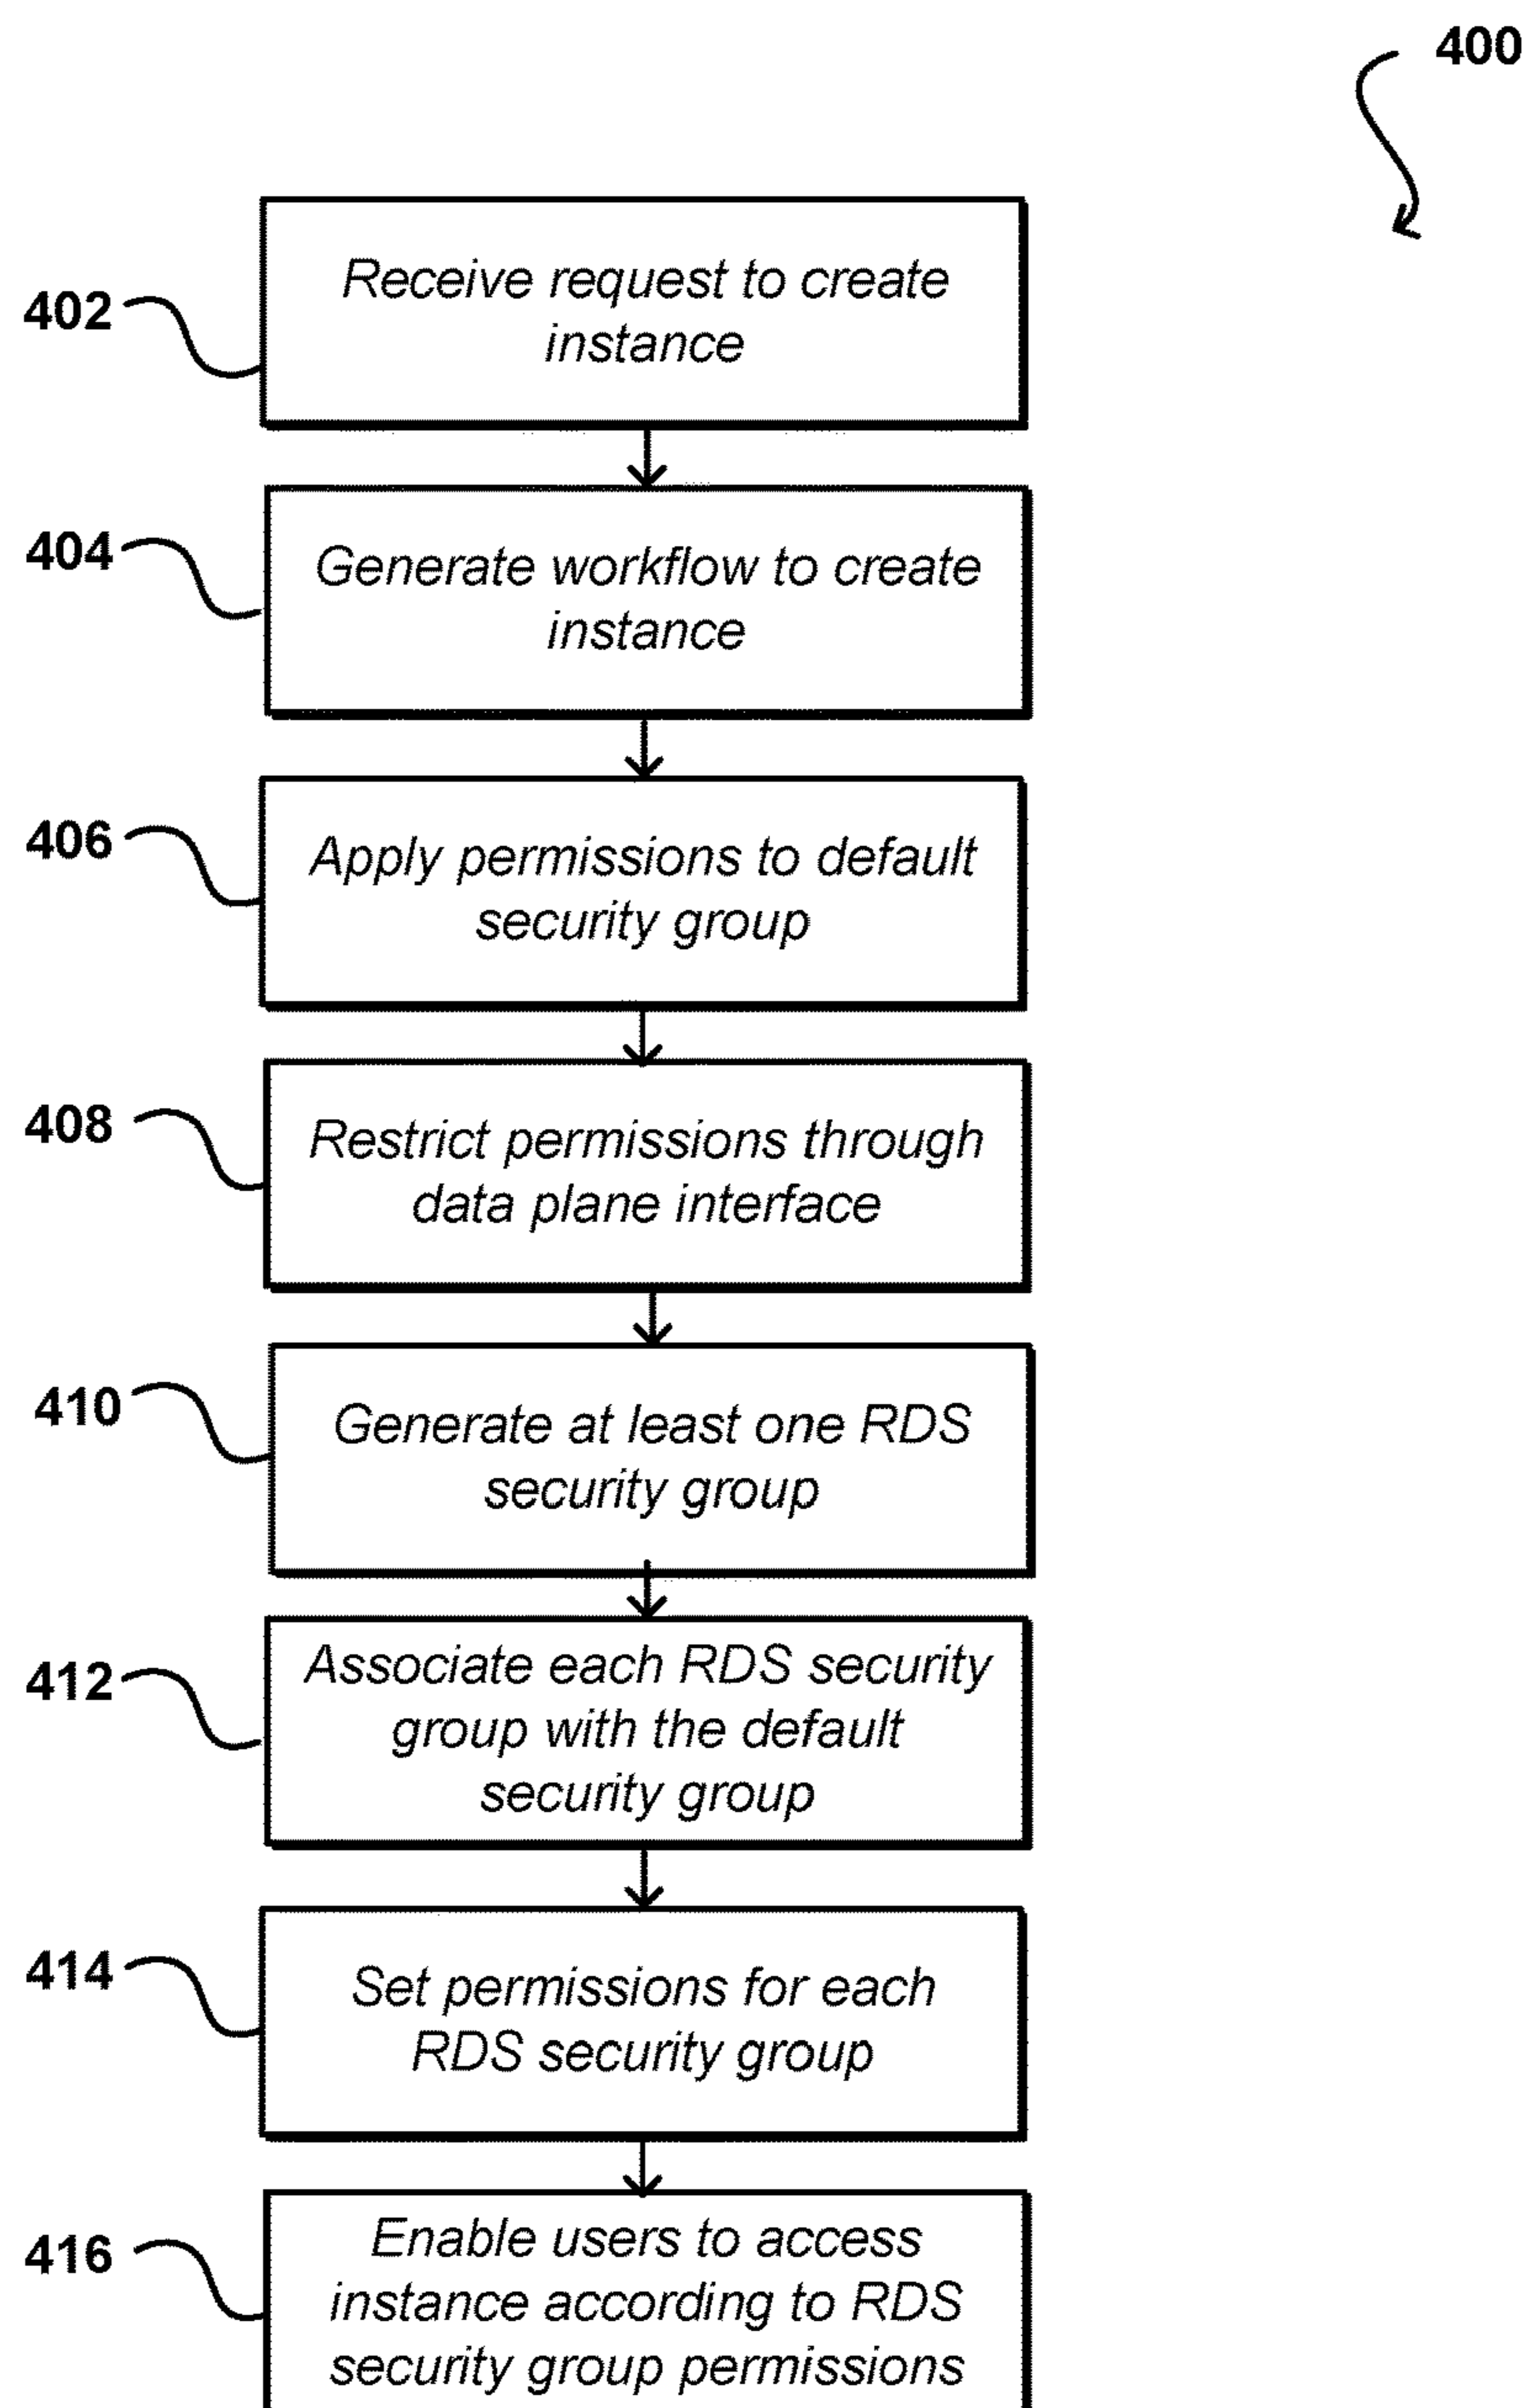 400
402
Receive request to create
instance
404
Generate workflow to create
instance
406
Apply permissions to default
security group
408
Restrict permissions through
data plane interface
410
Generate at least one RDS
security group
412
Associate each RDS security
group with the default
security group
414
Set permissions for each
RDS security group
416
Enable users to access
instance according to RDS
security group permissions